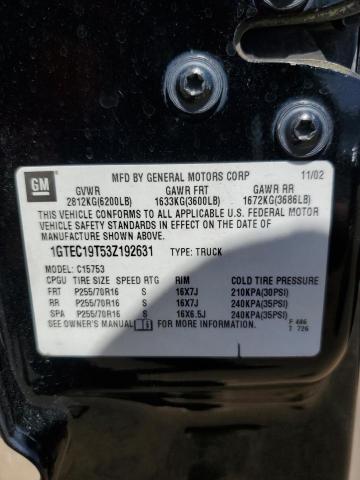 GM
MFD BY GENERAL MOTORS CORP 11/02
GVWR GAWR FRT GAWR RR
2812KG(6200LB) 1633KG(3600LB) 1672KG(3686LB)
THIS VEHICLE CONFORMS TO ALL APPLICABLE U.S. FEDERAL MOTOR
VEHICLE SAFETY STANDARDS IN EFFECT ON THE DATE OF
MANUFACTURE SHOWN ABOVE.
1GTEC19T53Z192631 TYPE: TRUCK
MODEL: C15753
CPGU TIRE SIZE SPEED RTG RIM COLD TIRE PRESSURE
FRT P255/70R16 S 16X7J 210KPA(30PSI)
RR P255/70R16 S 16X7J 240KPA(35PSI)
SPA P255/70R16 S 16X6.5J 240KPA(35PSI)
SEE OWNER'S MANUAL FOR MORE INFORMATION.
F 486
T 726